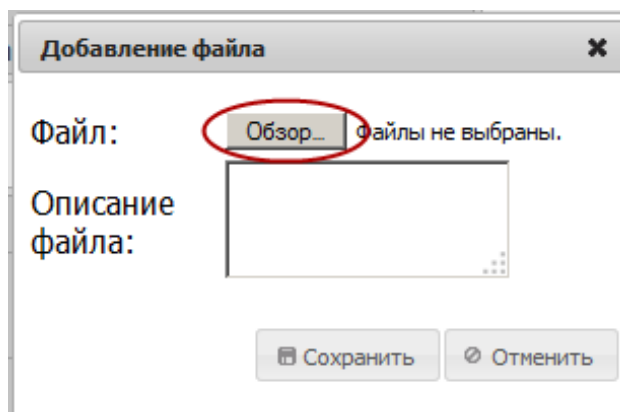 Добавление файла
Файл: Обзор... Файлы не выбраны.
Описание
файла:
Сохранить Отменить